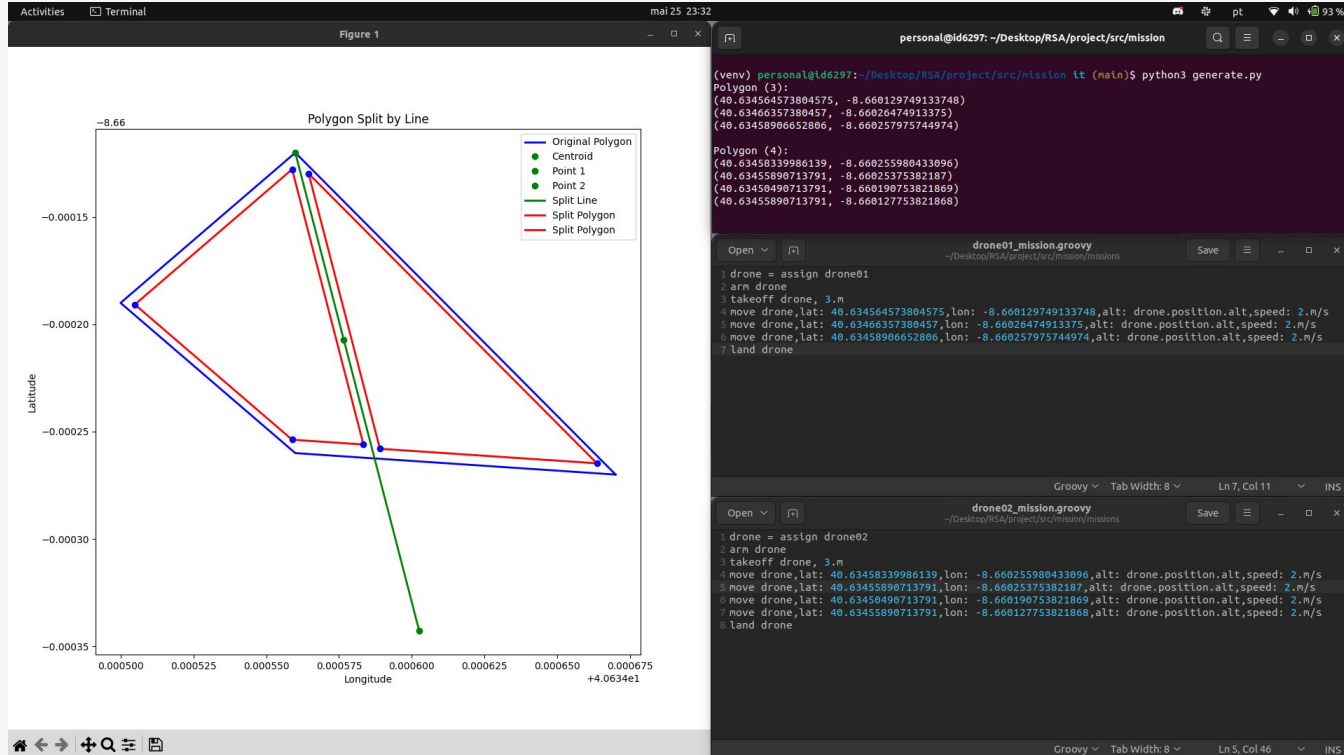 Activities Terminal mai 25 23:32 pt 93 %
Figure 1
Polygon Split by Line
−8.66
Original Polygon
Centroid
Point 1
Point 2
Split Line
Split Polygon
Split Polygon
−0.00015
−0.00020
−0.00025
−0.00030
−0.00035
Latitude
0.000500 0.000525 0.000550 0.000575 0.000600 0.000625 0.000650 0.000675
Longitude
+4.0634e1
personal@id6297: ~/Desktop/RSA/project/src/mission
(venv) personal@id6297:~/Desktop/RSA/project/src/mission it (main)$ python3 generate.py
Polygon (3):
(40.634564573804575, -8.660129749133748)
(40.63466357380457, -8.66026474913375)
(40.63458906652806, -8.660257975744974)
Polygon (4):
(40.63458339986139, -8.660255980433096)
(40.63455890713791, -8.66025375382187)
(40.63450490713791, -8.660190753821869)
(40.63455890713791, -8.660127753821868)
Open drone01_mission.groovy Save
~/Desktop/RSA/project/src/mission/missions
1 drone = assign drone01
2 arm drone
3 takeoff drone, 3.m
4 move drone,lat: 40.634564573804575,lon: -8.660129749133748,alt: drone.position.alt,speed: 2.m/s
5 move drone,lat: 40.63466357380457,lon: -8.66026474913375,alt: drone.position.alt,speed: 2.m/s
6 move drone,lat: 40.63458906652806,lon: -8.660257975744974,alt: drone.position.alt,speed: 2.m/s
7 land drone
Groovy Tab Width: 8 Ln 7, Col 11 INS
Open drone02_mission.groovy Save
~/Desktop/RSA/project/src/mission/missions
1 drone = assign drone02
2 arm drone
3 takeoff drone, 3.m
4 move drone,lat: 40.63458339986139,lon: -8.660255980433096,alt: drone.position.alt,speed: 2.m/s
5 move drone,lat: 40.63455890713791,lon: -8.66025375382187,alt: drone.position.alt,speed: 2.m/s
6 move drone,lat: 40.63450490713791,lon: -8.660190753821869,alt: drone.position.alt,speed: 2.m/s
7 move drone,lat: 40.63455890713791,lon: -8.660127753821868,alt: drone.position.alt,speed: 2.m/s
8 land drone
Groovy Tab Width: 8 Ln 5, Col 46 INS